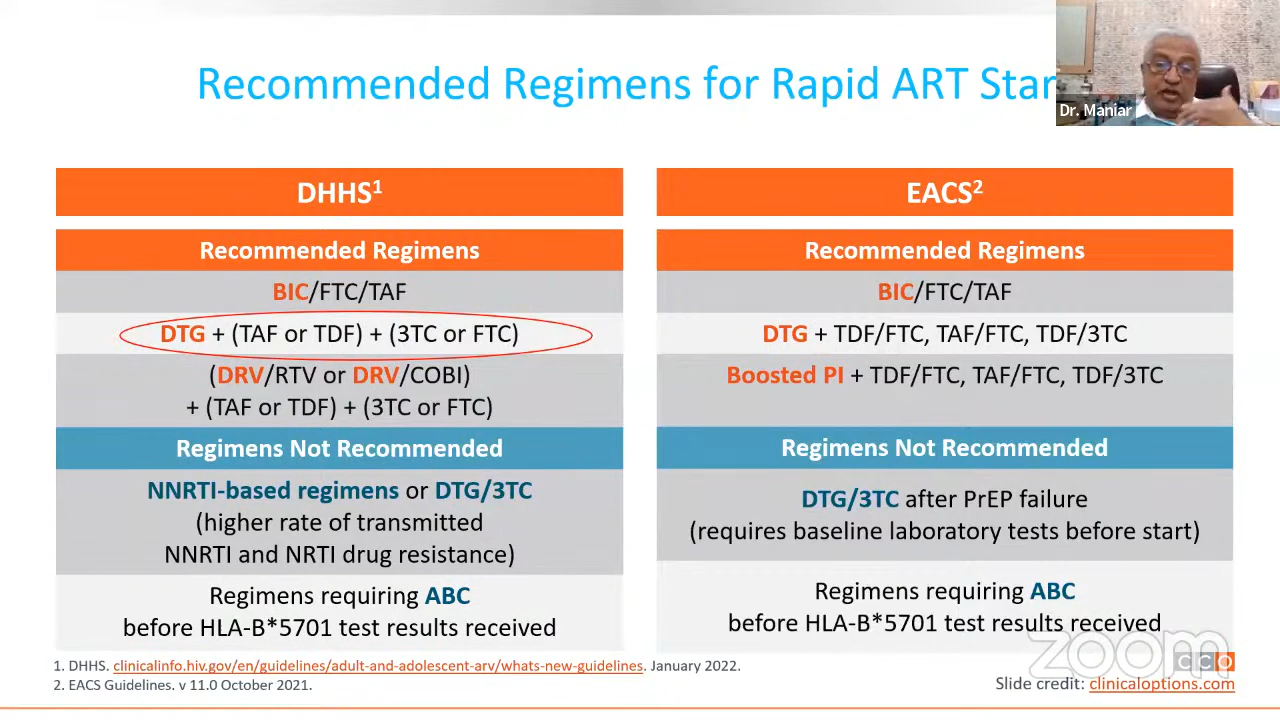 Recommended Regimens for Rapid ART Star
Dr. Maniar
DHHS1
Recommended Regimens
BIC/FTC/TAF
DTG + (TAF or TDF) + (3TC or FTC)
(DRV/RTV or DRV/COBI)
+ (TAF or TDF) + (3TC or FTC)
Regimens Not Recommended
NNRTI-based regimens or DTG/3TC
(higher rate of transmitted
NNRTI and NRTI drug resistance)
Regimens requiring ABC
before HLA-B*5701 test results received
EACS2
Recommended Regimens
BIC/FTC/TAF
DTG + TDF/FTC, TAF/FTC, TDF/3TC
Boosted PI + TDF/FTC, TAF/FTC, TDF/3TC
Regimens Not Recommended
DTG/3TC after PrEP failure
(requires baseline laboratory tests before start)
Regimens requiring ABC
before HLA-B*5701 test results received
1. DHHS. clinicalinfo.hiv.gov/en/guidelines/adult-and-adolescent-arv/whats-new-guidelines. January 2022.
2. EACS Guidelines. v 11.0 October 2021.
zoom
CCO
Slide credit: clinicaloptions.com